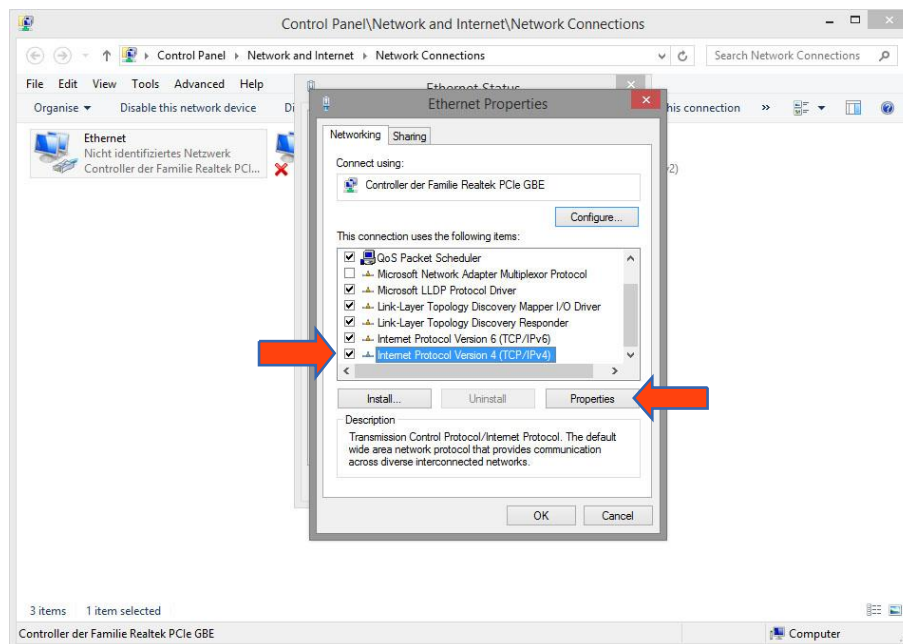 Control Panel\Network and Internet\Network Connections
Control Panel Network and Internet Network Connections
Search Network Connections
File Edit View Tools Advanced Help
Ethernet Status
Organise Disable this network device his connection »
Ethernet Properties
Ethernet
Nicht identifiziertes Netzwerk
Controller der Familie Realtek PCI...
Networking Sharing
Connect using:
Controller der Familie Realtek PCIe GBE
Configure...
This connection uses the following items:
QoS Packet Scheduler
Microsoft Network Adapter Multiplexor Protocol
Microsoft LLDP Protocol Driver
Link-Layer Topology Discovery Mapper I/O Driver
Link-Layer Topology Discovery Responder
Internet Protocol Version 6 (TCP/IPv6)
Internet Protocol Version 4 (TCP/IPv4)
Install... Uninstall Properties
Description
Transmission Control Protocol/Internet Protocol. The default
wide area network protocol that provides communication
across diverse interconnected networks.
OK Cancel
3 items 1 item selected
Controller der Familie Realtek PCIe GBE
Computer